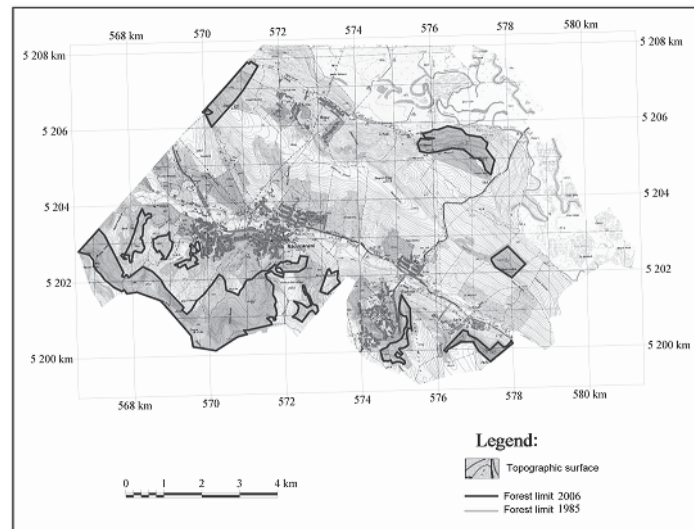 568 km 570 572 574 576 578 580 km
5 208 km 5 208 km
5 206 5 206
5 204 5 204
5 202 5 202
5 200 km 5 200 km
568 km 570 572 574 576 578 580 km
Legend:
Topographic surface
Forest limit 2006
Forest limit 1985
0 1 2 3 4 km